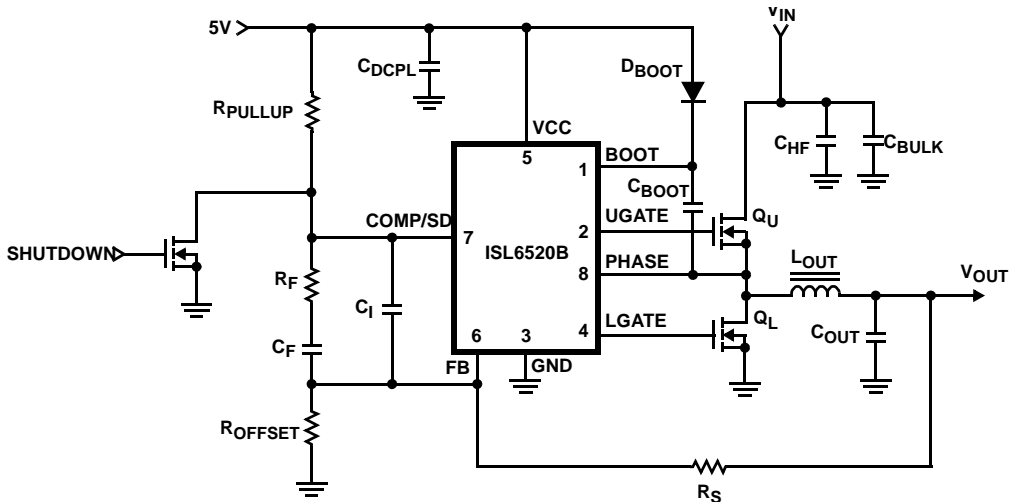 5V
VIN
CDCPL
DBOOT
RPULLUP
VCC
5
CHF
CBULK
1
BOOT
CBOOT
COMP/SD
7
ISL6520B
2
UGATE
QU
SHUTDOWN
8
PHASE
LOUT
VOUT
RF
CI
4
LGATE
QL
COUT
CF
6
3
FB
GND
ROFFSET
RS